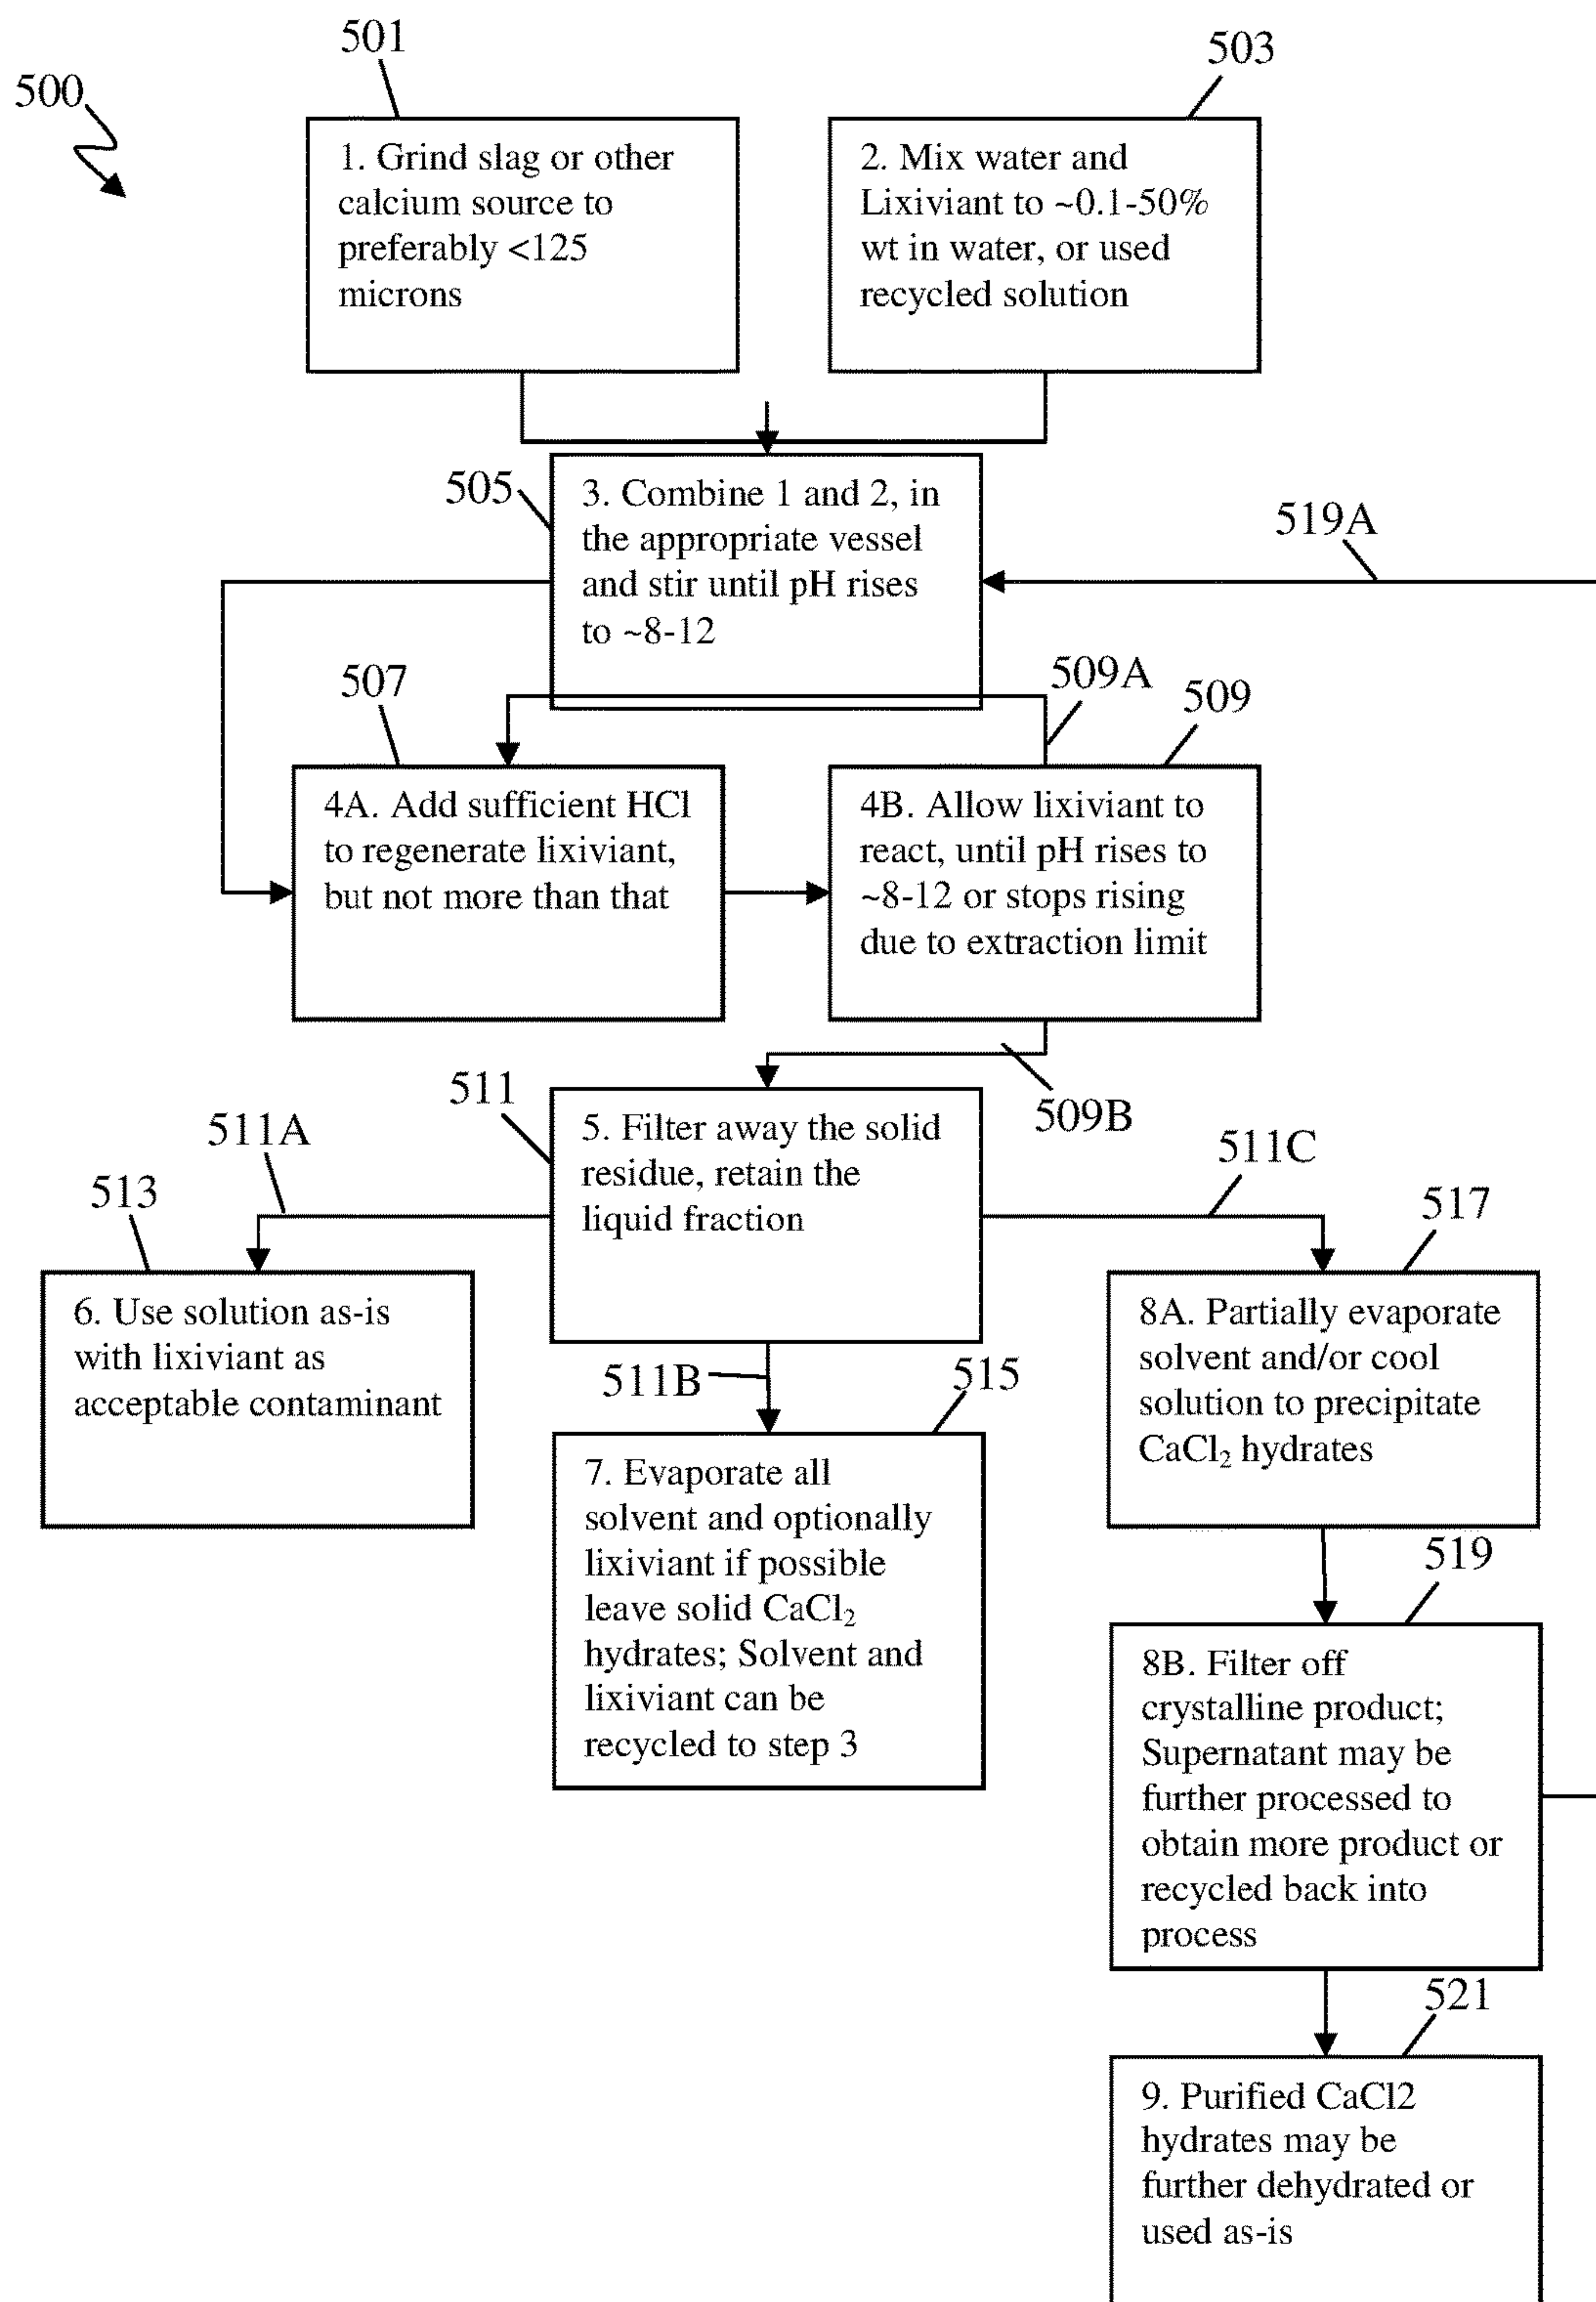 500
501
1. Grind slag or other
calcium source to
preferably <125
microns
503
2. Mix water and
Lixiviant to ~0.1-50%
wt in water, or used
recycled solution
505
3. Combine 1 and 2, in
the appropriate vessel
and stir until pH rises
to ~8-12
519A
507
4A. Add sufficient HCl
to regenerate lixiviant,
but not more than that
509A
509
4B. Allow lixiviant to
react, until pH rises to
~8-12 or stops rising
due to extraction limit
509B
511
5. Filter away the solid
residue, retain the
liquid fraction
511A
513
6. Use solution as-is
with lixiviant as
acceptable contaminant
511B
515
7. Evaporate all
solvent and optionally
lixiviant if possible
leave solid CaCl₂
hydrates; Solvent and
lixiviant can be
recycled to step 3
511C
517
8A. Partially evaporate
solvent and/or cool
solution to precipitate
CaCl₂ hydrates
519
8B. Filter off
crystalline product;
Supernatant may be
further processed to
obtain more product or
recycled back into
process
521
9. Purified CaCl2
hydrates may be
further dehydrated or
used as-is